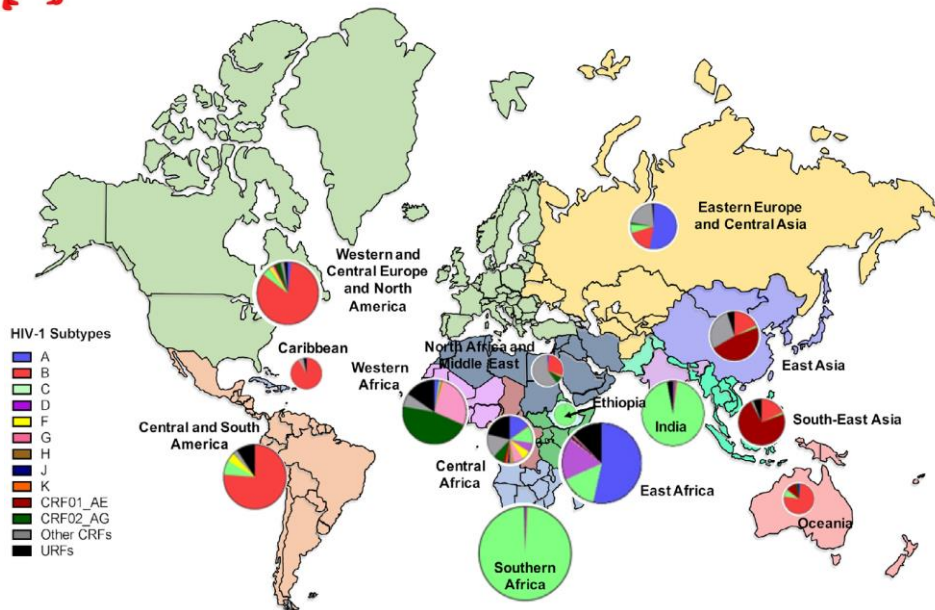 Eastern Europe
and Central Asia
Western and
Central Europe
and North
America
HIV-1 Subtypes
A
B
C
D
F
G
H
J
K
CRF01_AE
CRF02_AG
Other CRFs
URFs
Caribbean
North Africa and
Middle East
Western
Africa
East Asia
Ethiopia
India
South-East Asia
Central and South
America
Central
Africa
East Africa
Oceania
Southern
Africa